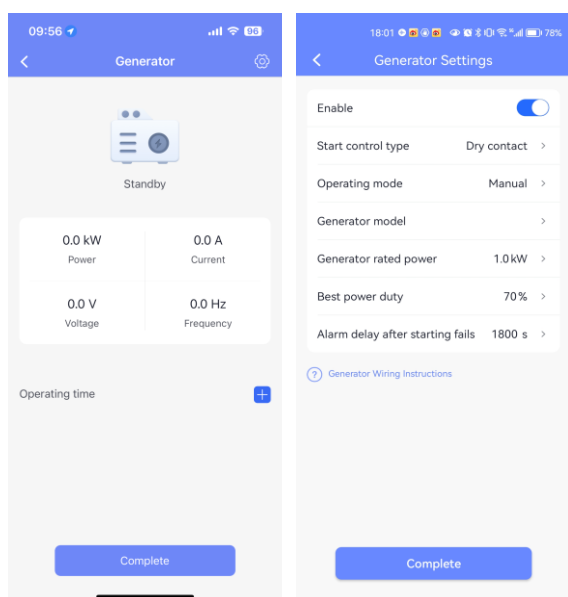 09:56
96
Generator
Standby
0.0 kW
0.0 A
Power
Current
0.0 V
0.0 Hz
Voltage
Frequency
Operating time
Complete
18:01
78%
Generator Settings
Enable
Start control type Dry contact
Operating mode Manual
Generator model
Generator rated power 1.0 kW
Best power duty 70%
Alarm delay after starting fails 1800 s
? Generator Wiring Instructions
Complete